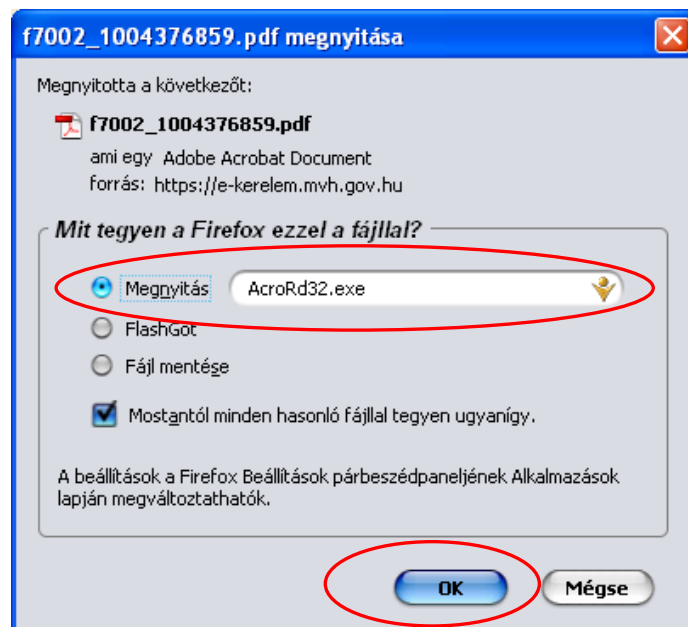 f7002_1004376859.pdf megnyitása
Megnyitotta a következőt:
f7002_1004376859.pdf
ami egy Adobe Acrobat Document
forrás: https://e-kerelem.mvh.gov.hu
Mit tegyen a Firefox ezzel a fájllal?
Megnyitás AcroRd32.exe
FlashGot
Fájl mentése
Mostantól minden hasonló fájllal tegyen ugyanígy.
A beállítások a Firefox Beállítások párbeszédpaneljének Alkalmazások
lapján megváltoztathatók.
OK Mégse